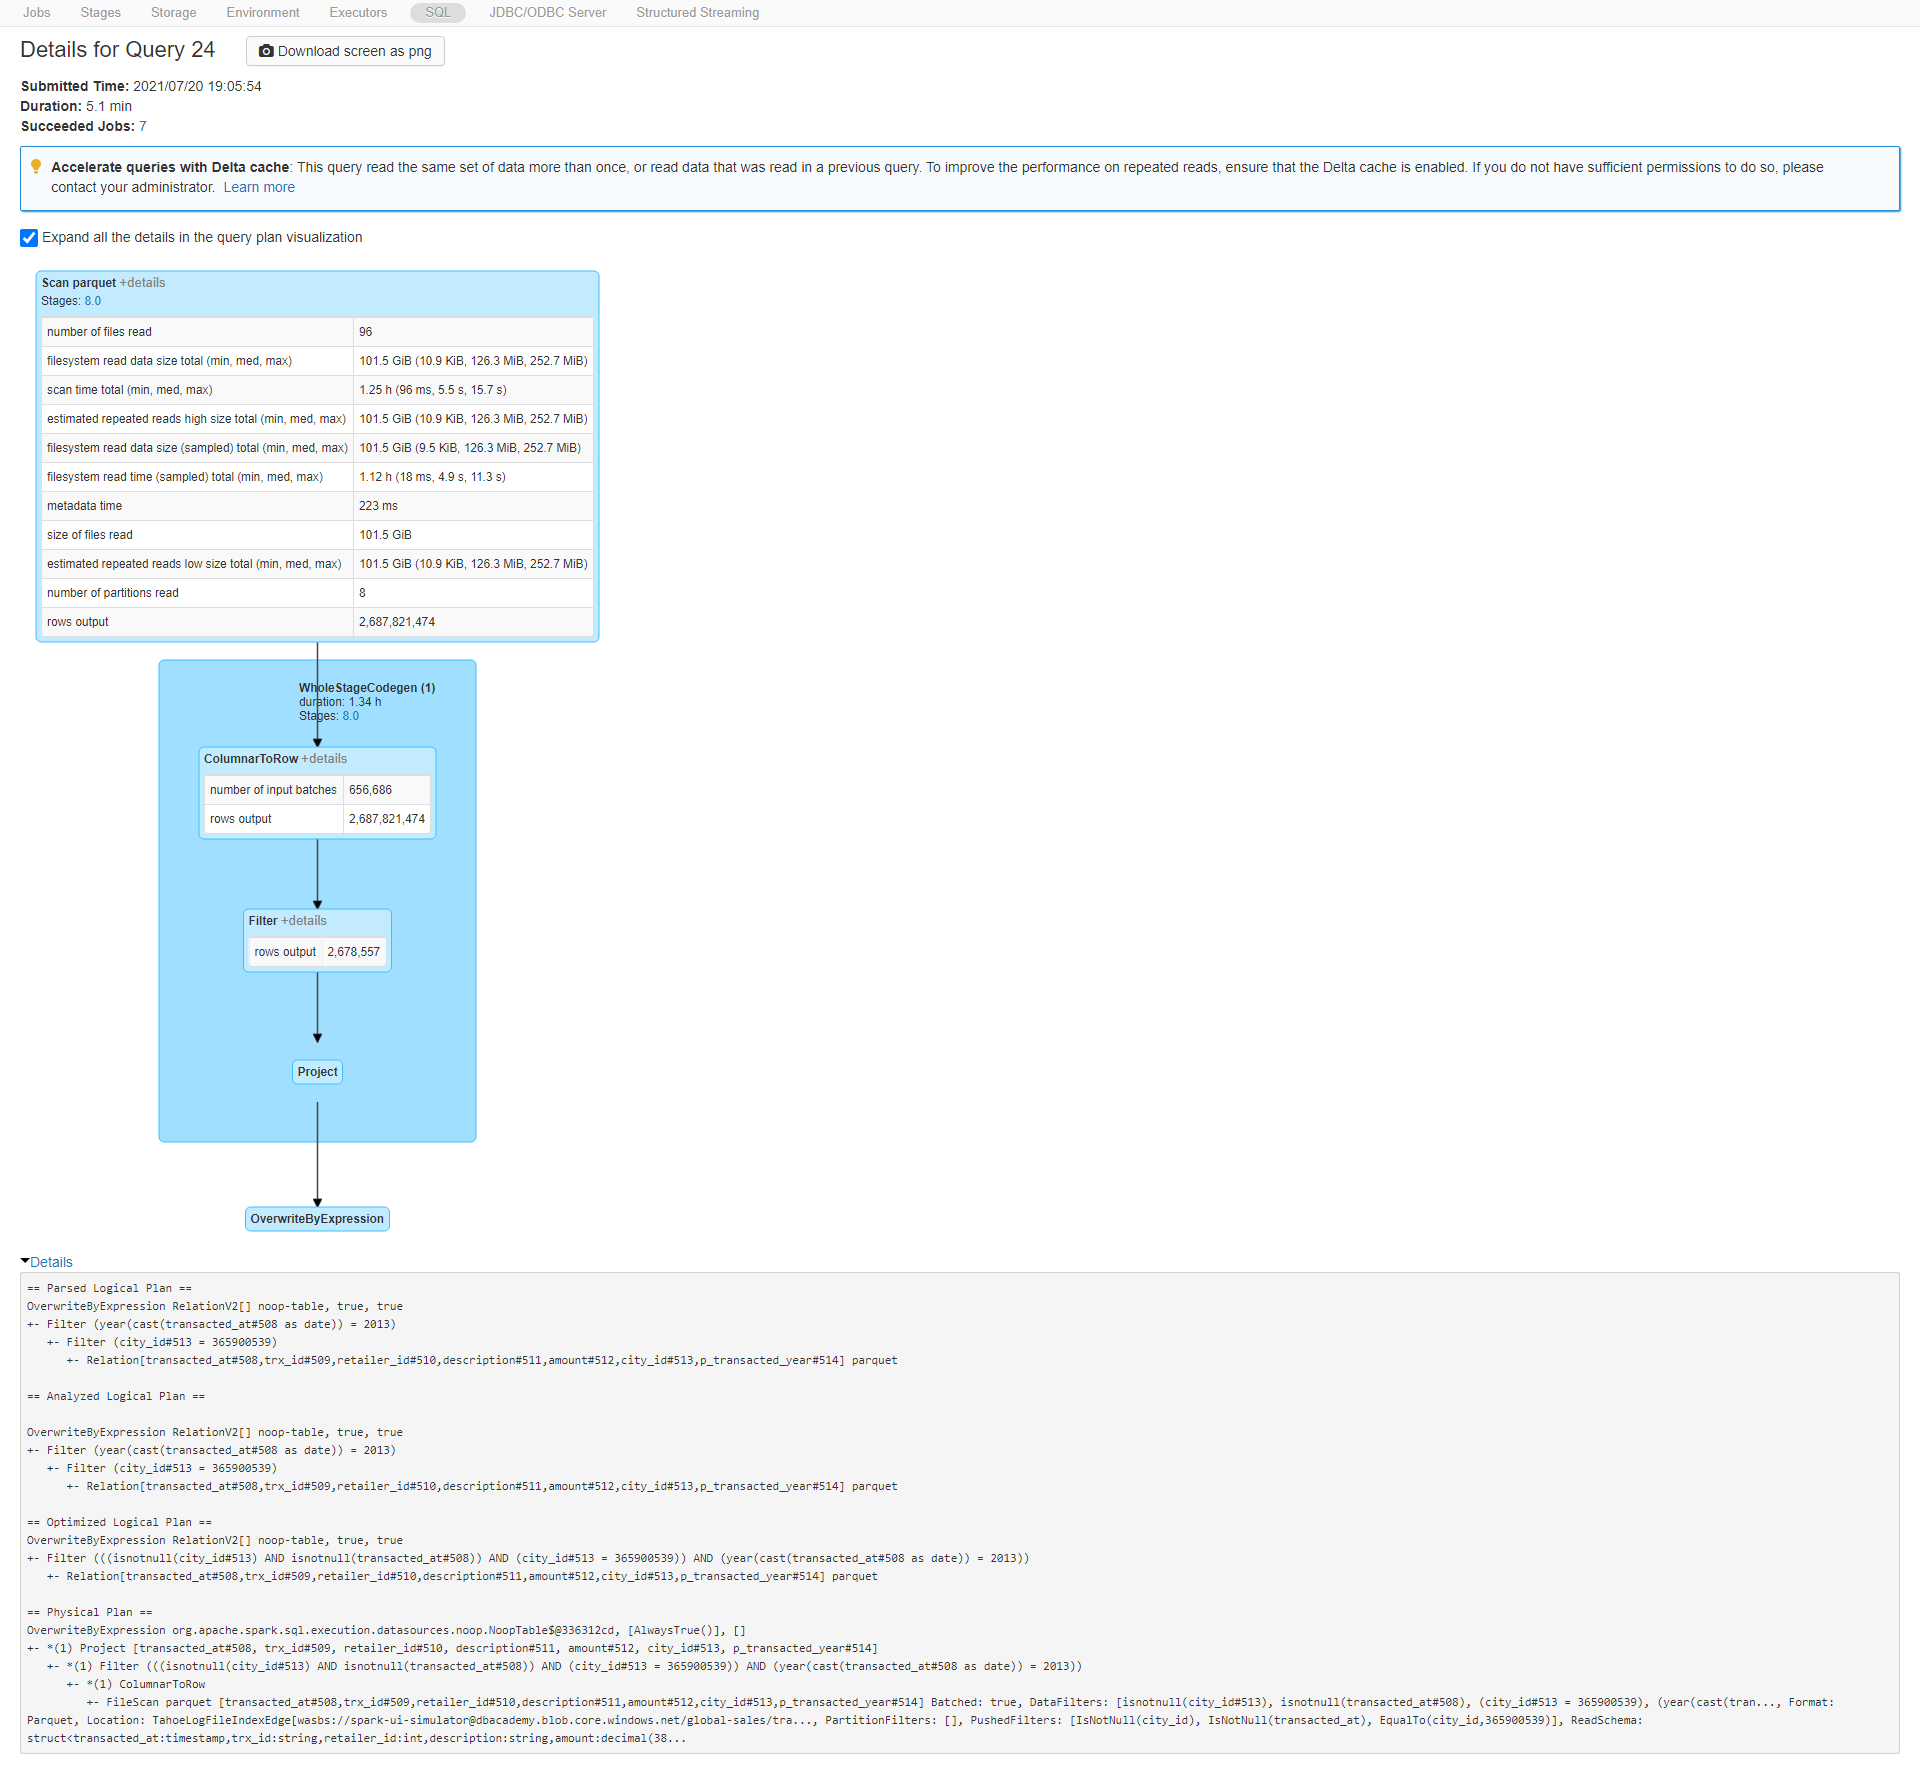 Jobs Stages Storage Environment Executors SQL JDBC/ODBC Server Structured Streaming
Details for Query 24 Download screen as png
Submitted Time: 2021/07/20 19:05:54
Duration: 5.1 min
Succeeded Jobs: 7
Accelerate queries with Delta cache: This query read the same set of data more than once, or read data that was read in a previous query. To improve the performance on repeated reads, ensure that the Delta cache is enabled. If you do not have sufficient permissions to do so, please
contact your administrator. Learn more
Expand all the details in the query plan visualization
Scan parquet +details
Stages: 8.0
number of files read 96
filesystem read data size total (min, med, max) 101.5 GiB (10.9 KiB, 126.3 MiB, 252.7 MiB)
scan time total (min, med, max) 1.25 h (96 ms, 5.5 s, 15.7 s)
estimated repeated reads high size total (min, med, max) 101.5 GiB (10.9 KiB, 126.3 MiB, 252.7 MiB)
filesystem read data size (sampled) total (min, med, max) 101.5 GiB (9.5 KiB, 126.3 MiB, 252.7 MiB)
filesystem read time (sampled) total (min, med, max) 1.12 h (18 ms, 4.9 s, 11.3 s)
metadata time 223 ms
size of files read 101.5 GiB
estimated repeated reads low size total (min, med, max) 101.5 GiB (10.9 KiB, 126.3 MiB, 252.7 MiB)
number of partitions read 8
rows output 2,687,821,474
WholeStageCodegen (1)
duration: 1.34 h
Stages: 8.0
ColumnarToRow +details
number of input batches 656,686
rows output 2,687,821,474
Filter +details
rows output 2,678,557
Project
OverwriteByExpression
Details
== Parsed Logical Plan ==
OverwriteByExpression RelationV2[] noop-table, true, true
+- Filter (year(cast(transacted_at#508 as date)) = 2013)
   +- Filter (city_id#513 = 365900539)
      +- Relation[transacted_at#508,trx_id#509,retailer_id#510,description#511,amount#512,city_id#513,p_transacted_year#514] parquet
== Analyzed Logical Plan ==
OverwriteByExpression RelationV2[] noop-table, true, true
+- Filter (year(cast(transacted_at#508 as date)) = 2013)
   +- Filter (city_id#513 = 365900539)
      +- Relation[transacted_at#508,trx_id#509,retailer_id#510,description#511,amount#512,city_id#513,p_transacted_year#514] parquet
== Optimized Logical Plan ==
OverwriteByExpression RelationV2[] noop-table, true, true
+- Filter (((isnotnull(city_id#513) AND isnotnull(transacted_at#508)) AND (city_id#513 = 365900539)) AND (year(cast(transacted_at#508 as date)) = 2013))
   +- Relation[transacted_at#508,trx_id#509,retailer_id#510,description#511,amount#512,city_id#513,p_transacted_year#514] parquet
== Physical Plan ==
OverwriteByExpression org.apache.spark.sql.execution.datasources.noop.NoopTable$@336312cd, [AlwaysTrue()], []
+- *(1) Project [transacted_at#508, trx_id#509, retailer_id#510, description#511, amount#512, city_id#513, p_transacted_year#514]
   +- *(1) Filter (((isnotnull(city_id#513) AND isnotnull(transacted_at#508)) AND (city_id#513 = 365900539)) AND (year(cast(transacted_at#508 as date)) = 2013))
      +- *(1) ColumnarToRow
         +- FileScan parquet [transacted_at#508,trx_id#509,retailer_id#510,description#511,amount#512,city_id#513,p_transacted_year#514] Batched: true, DataFilters: [isnotnull(city_id#513), isnotnull(transacted_at#508), (city_id#513 = 365900539), (year(cast(tran..., Format:
Parquet, Location: TahoeLogFileIndexEdge[wasbs://spark-ui-simulator@dbacademy.blob.core.windows.net/global-sales/tra..., PartitionFilters: [], PushedFilters: [IsNotNull(city_id), IsNotNull(transacted_at), EqualTo(city_id,365900539)], ReadSchema:
struct<transacted_at:timestamp,trx_id:string,retailer_id:int,description:string,amount:decimal(38...